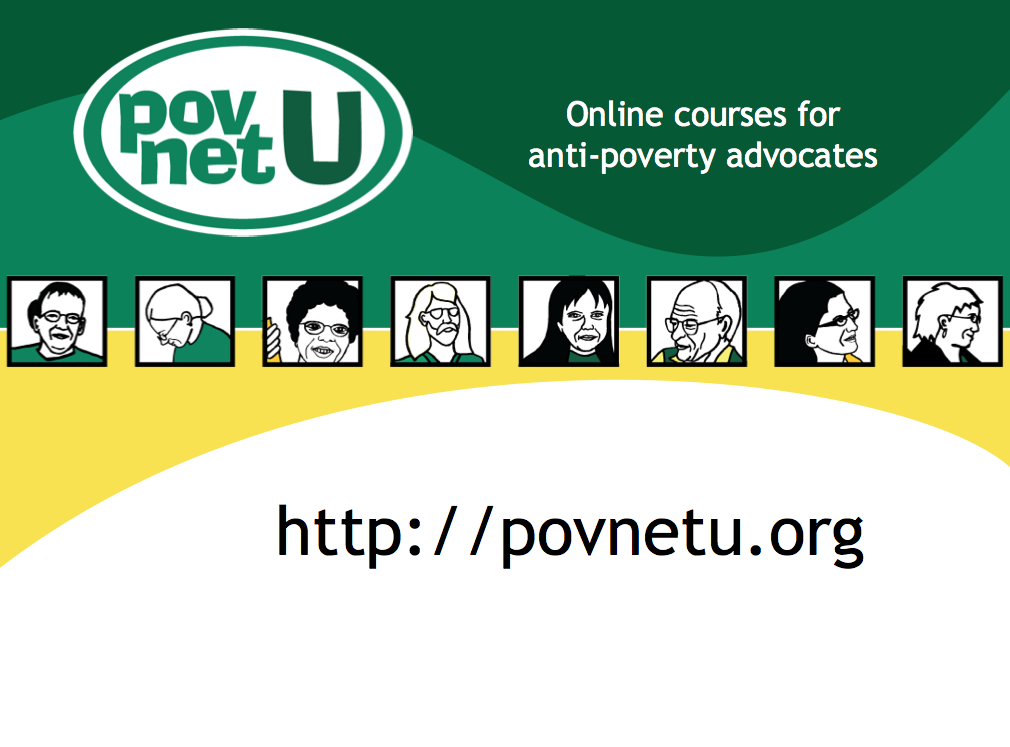 pov
net U
Online courses for
anti-poverty advocates
http://povnetu.org